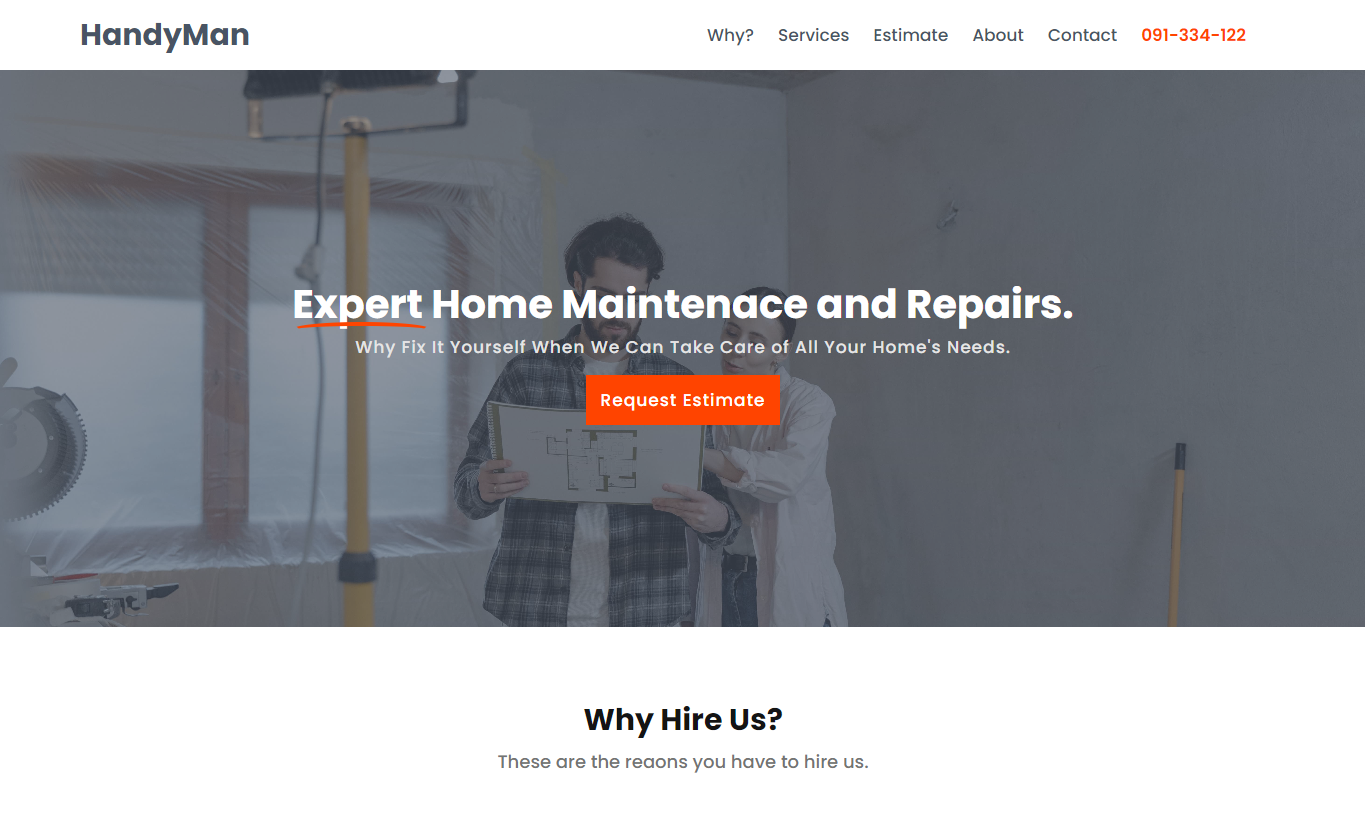 HandyMan
Why? Services Estimate About Contact 091-334-122
Expert Home Maintenace and Repairs.
Why Fix It Yourself When We Can Take Care of All Your Home's Needs.
Request Estimate
Why Hire Us?
These are the reaons you have to hire us.